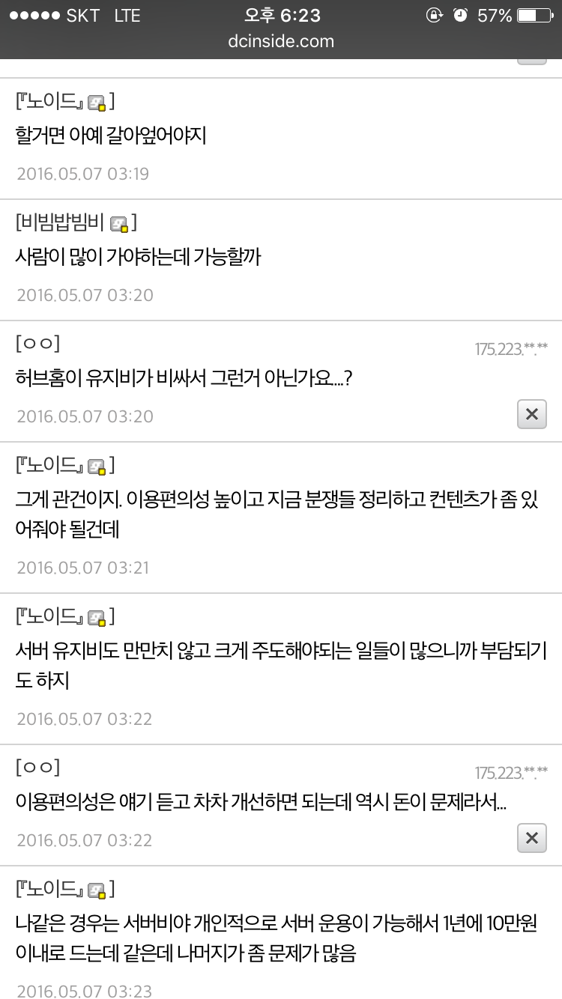 ●●●●● SKT LTE 오후 6:23 57%
dcinside.com
[『노이드』]
할거면 아예 갈아엎어야지
2016.05.07 03:19
[비빔밥빔비]
사람이 많이 가야하는데 가능할까
2016.05.07 03:20
[ㅇㅇ] 175.223.**.**
허브홈이 유지비가 비싸서 그런거 아닌가요...?
2016.05.07 03:20
[『노이드』]
그게 관건이지. 이용편의성 높이고 지금 분쟁들 정리하고 컨텐츠가 좀 있
어줘야 될건데
2016.05.07 03:21
[『노이드』]
서버 유지비도 만만치 않고 크게 주도해야되는 일들이 많으니까 부담되기
도 하지
2016.05.07 03:22
[ㅇㅇ] 175.223.**.**
이용편의성은 얘기 듣고 차차 개선하면 되는데 역시 돈이 문제라서...
2016.05.07 03:22
[『노이드』]
나같은 경우는 서버비야 개인적으로 서버 운용이 가능해서 1년에 10만원
이내로 드는데 같은데 나머지가 좀 문제가 많음
2016.05.07 03:23